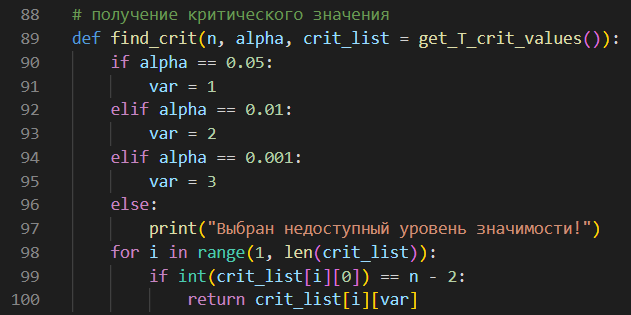 88 # получение критического значения
89 def find_crit(n, alpha, crit_list = get_T_crit_values()):
90     if alpha == 0.05:
91         var = 1
92     elif alpha == 0.01:
93         var = 2
94     elif alpha == 0.001:
95         var = 3
96     else:
97         print("Выбран недоступный уровень значимости!")
98     for i in range(1, len(crit_list)):
99         if int(crit_list[i][0]) == n - 2:
100             return crit_list[i][var]